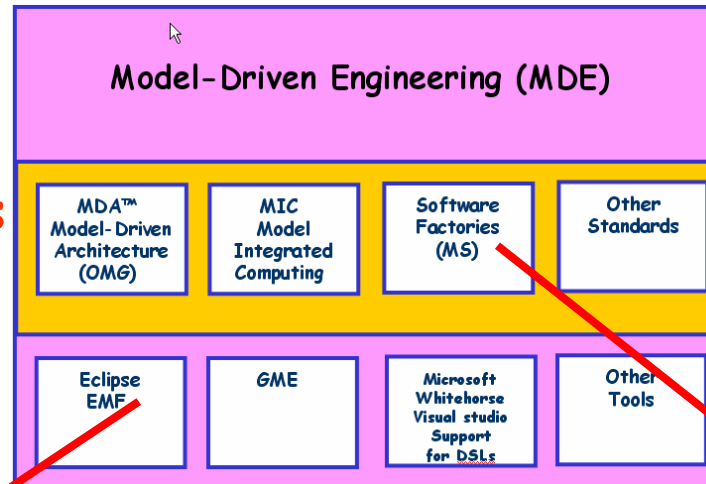 Model-Driven Engineering (MDE)
MDA™
Model-Driven
Architecture
(OMG)
MIC
Model
Integrated
Computing
Software
Factories
(MS)
Other
Standards
Eclipse
EMF
GME
Microsoft
Whitehorse
Visual studio
Support
for DSLs
Other
Tools